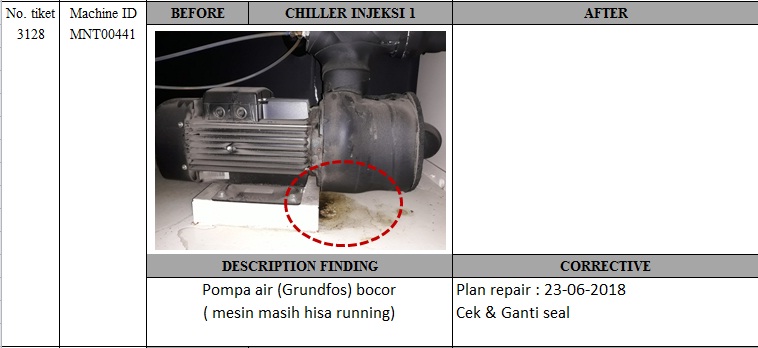 No. tiket
Machine ID
BEFORE
CHILLER INJEKSI 1
AFTER
3128
MNT00441
DESCRIPTION FINDING
CORRECTIVE
Pompa air (Grundfos) bocor
( mesin masih hisa running)
Plan repair : 23-06-2018
Cek & Ganti seal